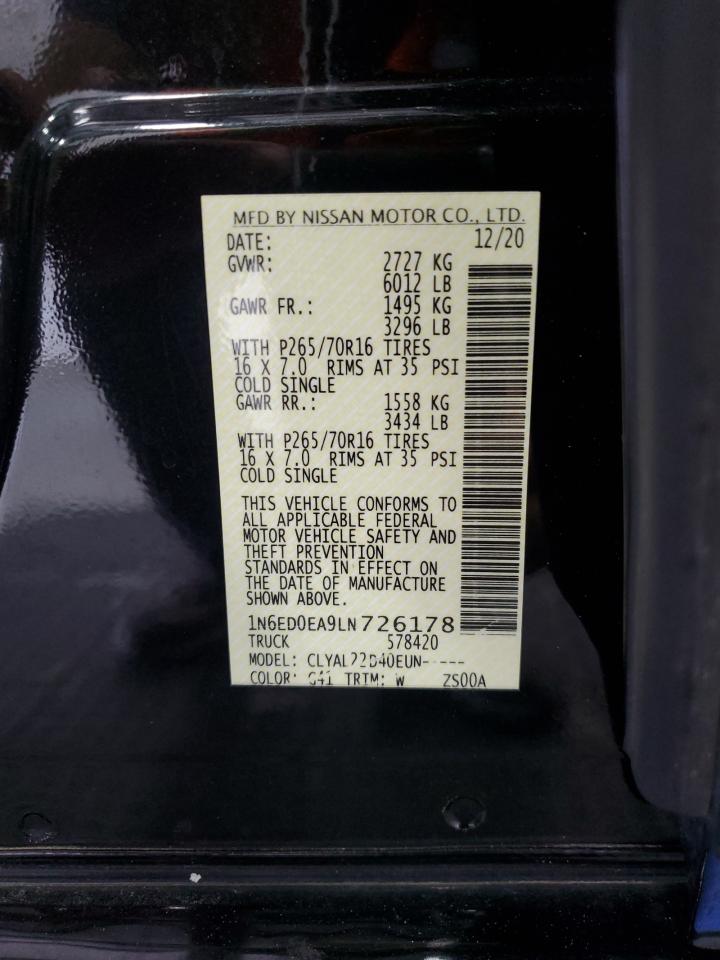 MFD BY NISSAN MOTOR CO., LTD.
DATE: 12/20
GVWR: 2727 KG
6012 LB
GAWR FR.: 1495 KG
3296 LB
WITH P265/70R16 TIRES
16 X 7.0 RIMS AT 35 PSI
COLD SINGLE
GAWR RR.: 1558 KG
3434 LB
WITH P265/70R16 TIRES
16 X 7.0 RIMS AT 35 PSI
COLD SINGLE
THIS VEHICLE CONFORMS TO
ALL APPLICABLE FEDERAL
MOTOR VEHICLE SAFETY AND
THEFT PREVENTION
STANDARDS IN EFFECT ON
THE DATE OF MANUFACTURE
SHOWN ABOVE.
1N6ED0EA9LN726178
TRUCK 578420
MODEL:
COLOR: G41 TRIM: W ZS00A